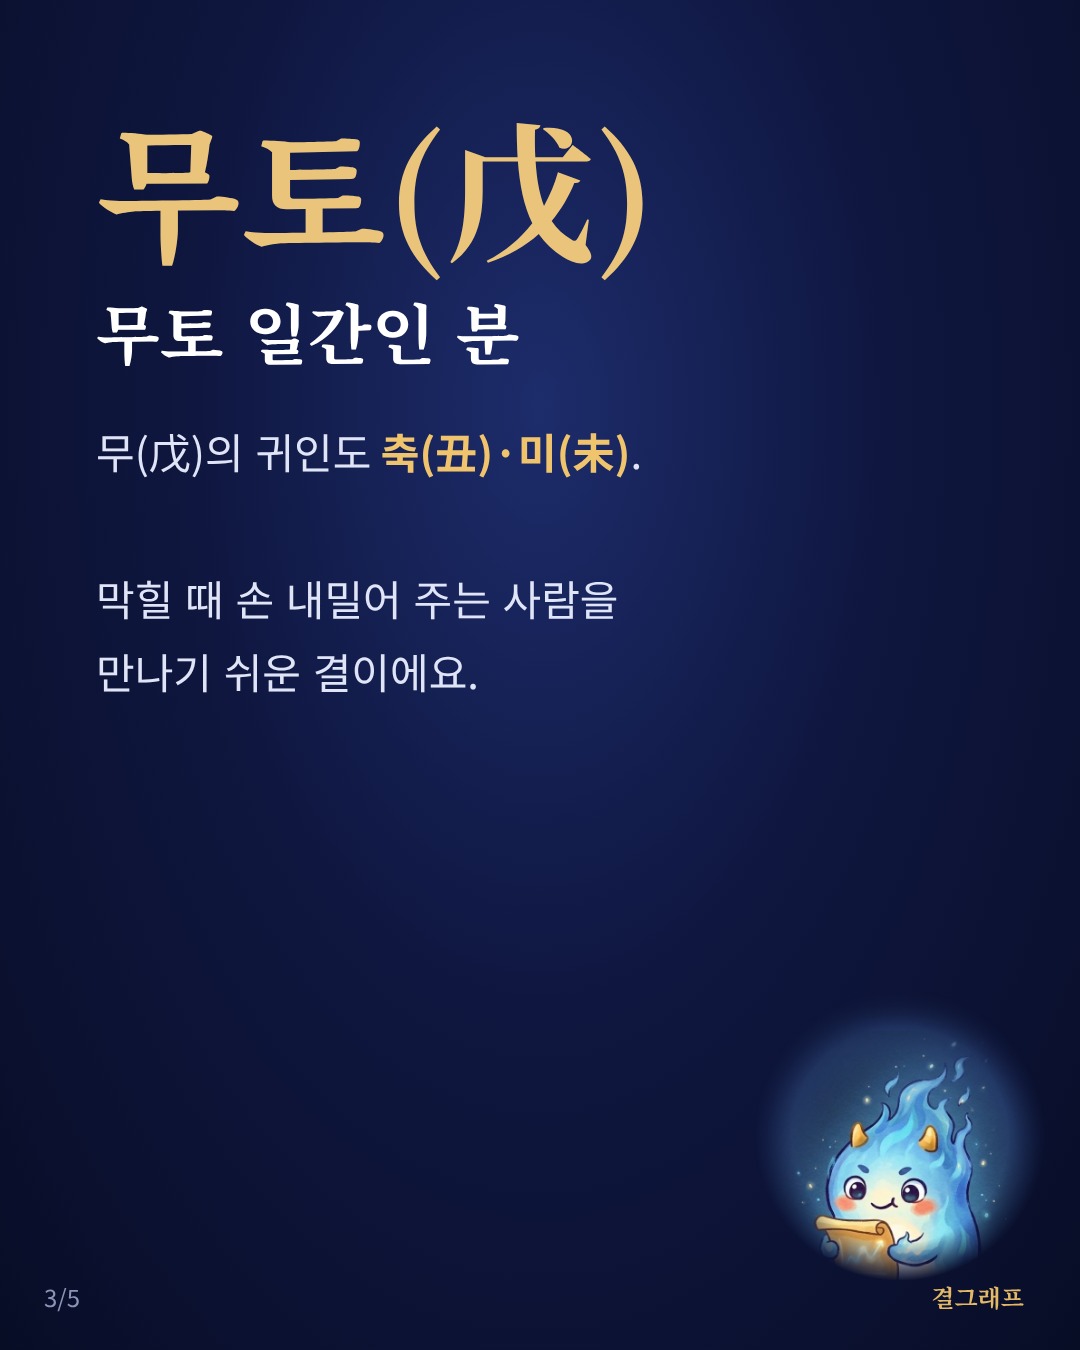 무토(戊)
무토 일간인 분
무(戊)의 귀인도 축(丑)·미(未).
막힐 때 손 내밀어 주는 사람을
만나기 쉬운 결이에요.
3/5
결그래프